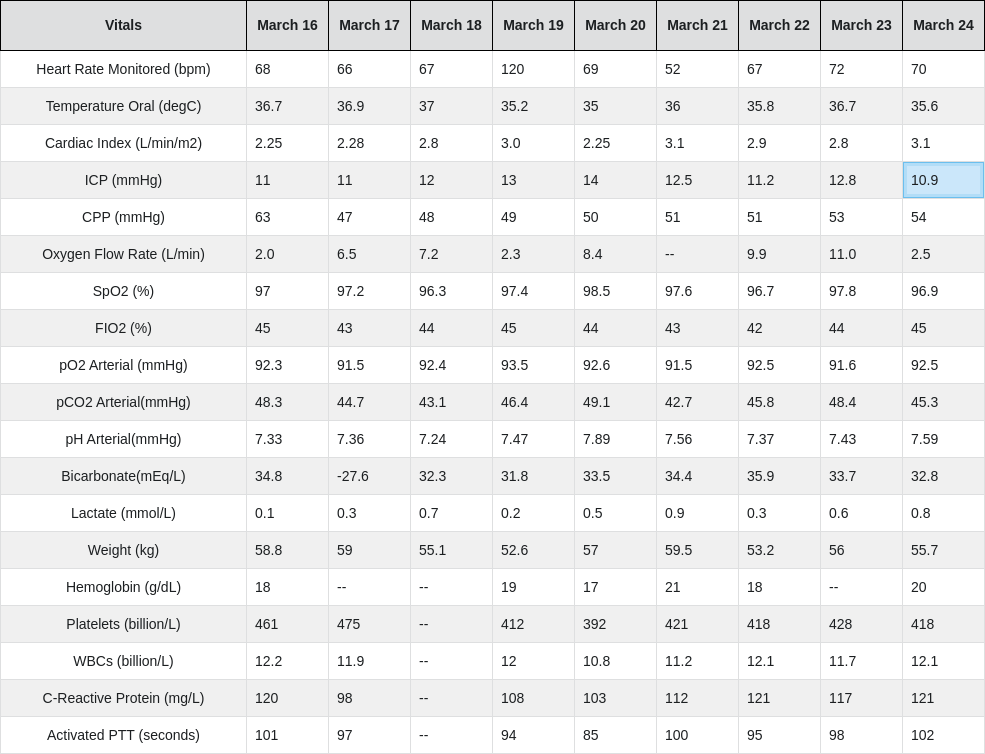 Vitals March 16 March 17 March 18 March 19 March 20 March 21 March 22 March 23 March 24
Heart Rate Monitored (bpm) 68 66 67 120 69 52 67 72 70
Temperature Oral (degC) 36.7 36.9 37 35.2 35 36 35.8 36.7 35.6
Cardiac Index (L/min/m2) 2.25 2.28 2.8 3.0 2.25 3.1 2.9 2.8 3.1
ICP (mmHg) 11 11 12 13 14 12.5 11.2 12.8 10.9
CPP (mmHg) 63 47 48 49 50 51 51 53 54
Oxygen Flow Rate (L/min) 2.0 6.5 7.2 2.3 8.4 -- 9.9 11.0 2.5
SpO2 (%) 97 97.2 96.3 97.4 98.5 97.6 96.7 97.8 96.9
FIO2 (%) 45 43 44 45 44 43 42 44 45
pO2 Arterial (mmHg) 92.3 91.5 92.4 93.5 92.6 91.5 92.5 91.6 92.5
pCO2 Arterial(mmHg) 48.3 44.7 43.1 46.4 49.1 42.7 45.8 48.4 45.3
pH Arterial(mmHg) 7.33 7.36 7.24 7.47 7.89 7.56 7.37 7.43 7.59
Bicarbonate(mEq/L) 34.8 -27.6 32.3 31.8 33.5 34.4 35.9 33.7 32.8
Lactate (mmol/L) 0.1 0.3 0.7 0.2 0.5 0.9 0.3 0.6 0.8
Weight (kg) 58.8 59 55.1 52.6 57 59.5 53.2 56 55.7
Hemoglobin (g/dL) 18 -- -- 19 17 21 18 -- 20
Platelets (billion/L) 461 475 -- 412 392 421 418 428 418
WBCs (billion/L) 12.2 11.9 -- 12 10.8 11.2 12.1 11.7 12.1
C-Reactive Protein (mg/L) 120 98 -- 108 103 112 121 117 121
Activated PTT (seconds) 101 97 -- 94 85 100 95 98 102